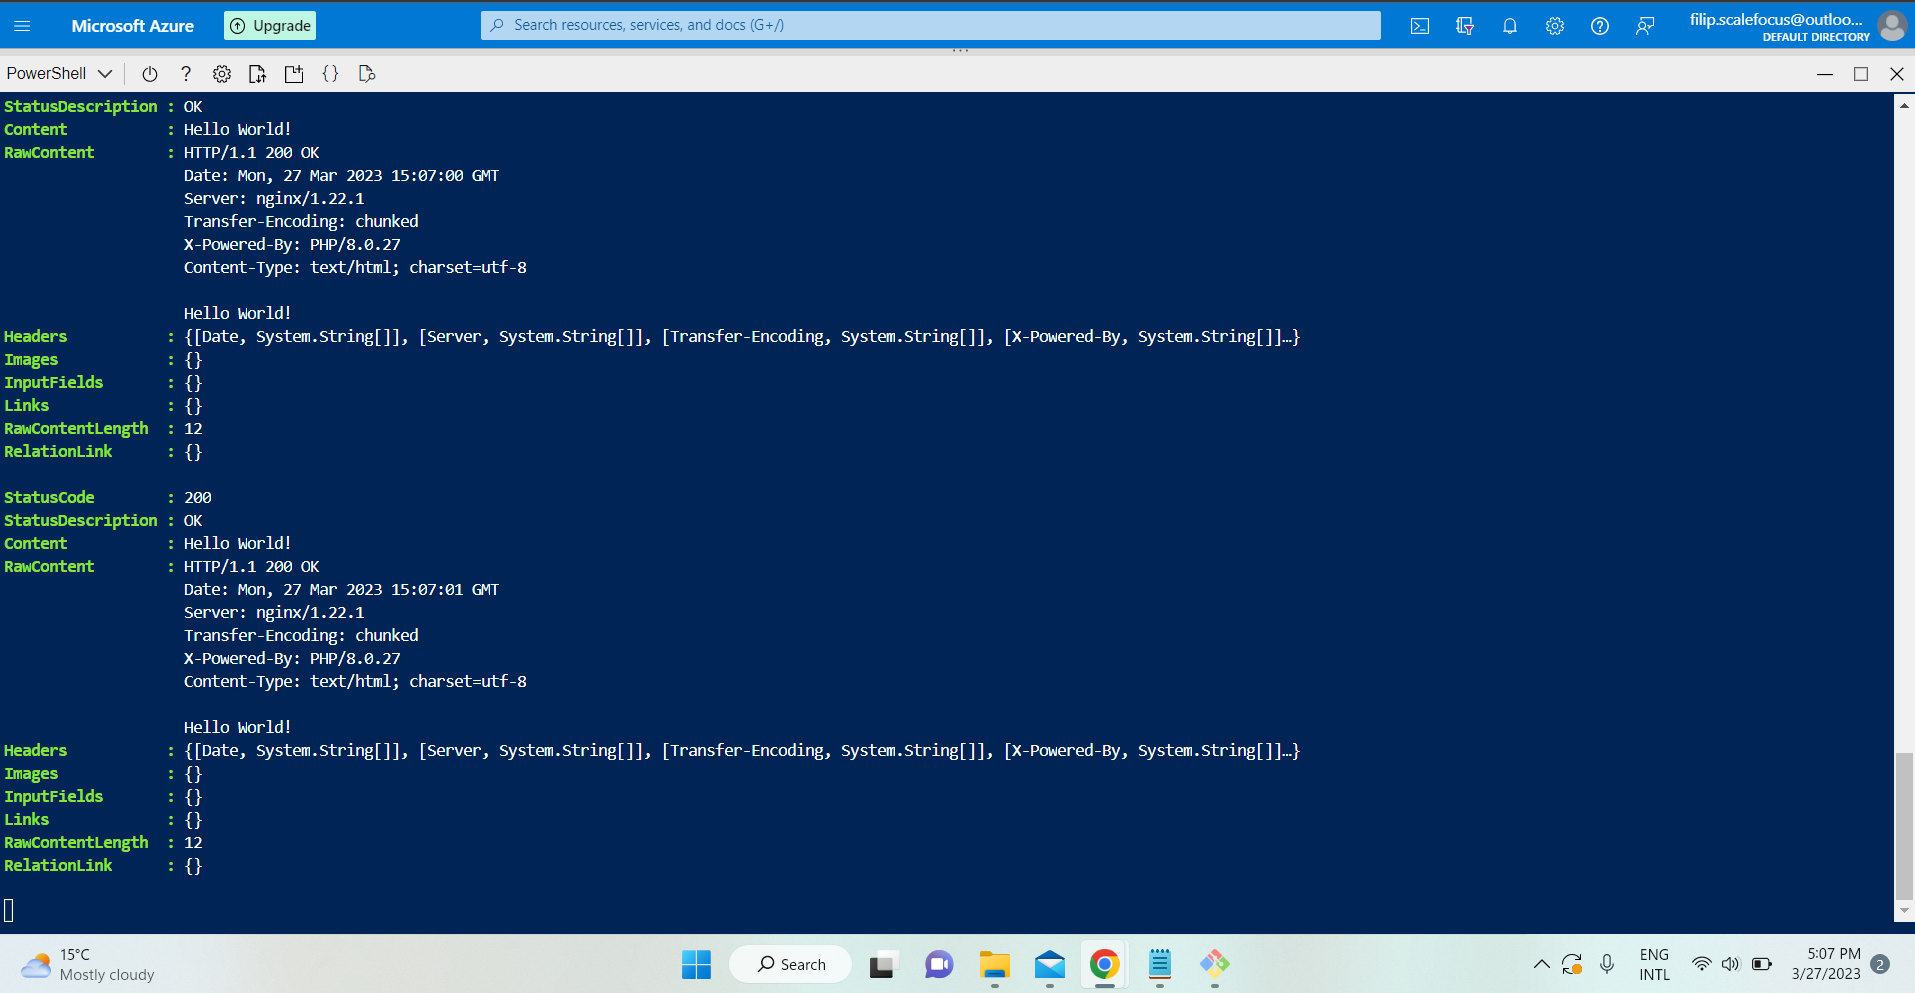 Microsoft Azure
Upgrade
Search resources, services, and docs (G+/)
filip.scalefocus@outloo...
DEFAULT DIRECTORY
PowerShell
StatusDescription : OK
Content : Hello World!
RawContent : HTTP/1.1 200 OK
Date: Mon, 27 Mar 2023 15:07:00 GMT
Server: nginx/1.22.1
Transfer-Encoding: chunked
X-Powered-By: PHP/8.0.27
Content-Type: text/html; charset=utf-8
Hello World!
Headers : {[Date, System.String[]], [Server, System.String[]], [Transfer-Encoding, System.String[]], [X-Powered-By, System.String[]]…}
Images : {}
InputFields : {}
Links : {}
RawContentLength : 12
RelationLink : {}
StatusCode : 200
StatusDescription : OK
Content : Hello World!
RawContent : HTTP/1.1 200 OK
Date: Mon, 27 Mar 2023 15:07:01 GMT
Server: nginx/1.22.1
Transfer-Encoding: chunked
X-Powered-By: PHP/8.0.27
Content-Type: text/html; charset=utf-8
Hello World!
Headers : {[Date, System.String[]], [Server, System.String[]], [Transfer-Encoding, System.String[]], [X-Powered-By, System.String[]]…}
Images : {}
InputFields : {}
Links : {}
RawContentLength : 12
RelationLink : {}
15°C
Mostly cloudy
Search
ENG
INTL
5:07 PM
3/27/2023
2